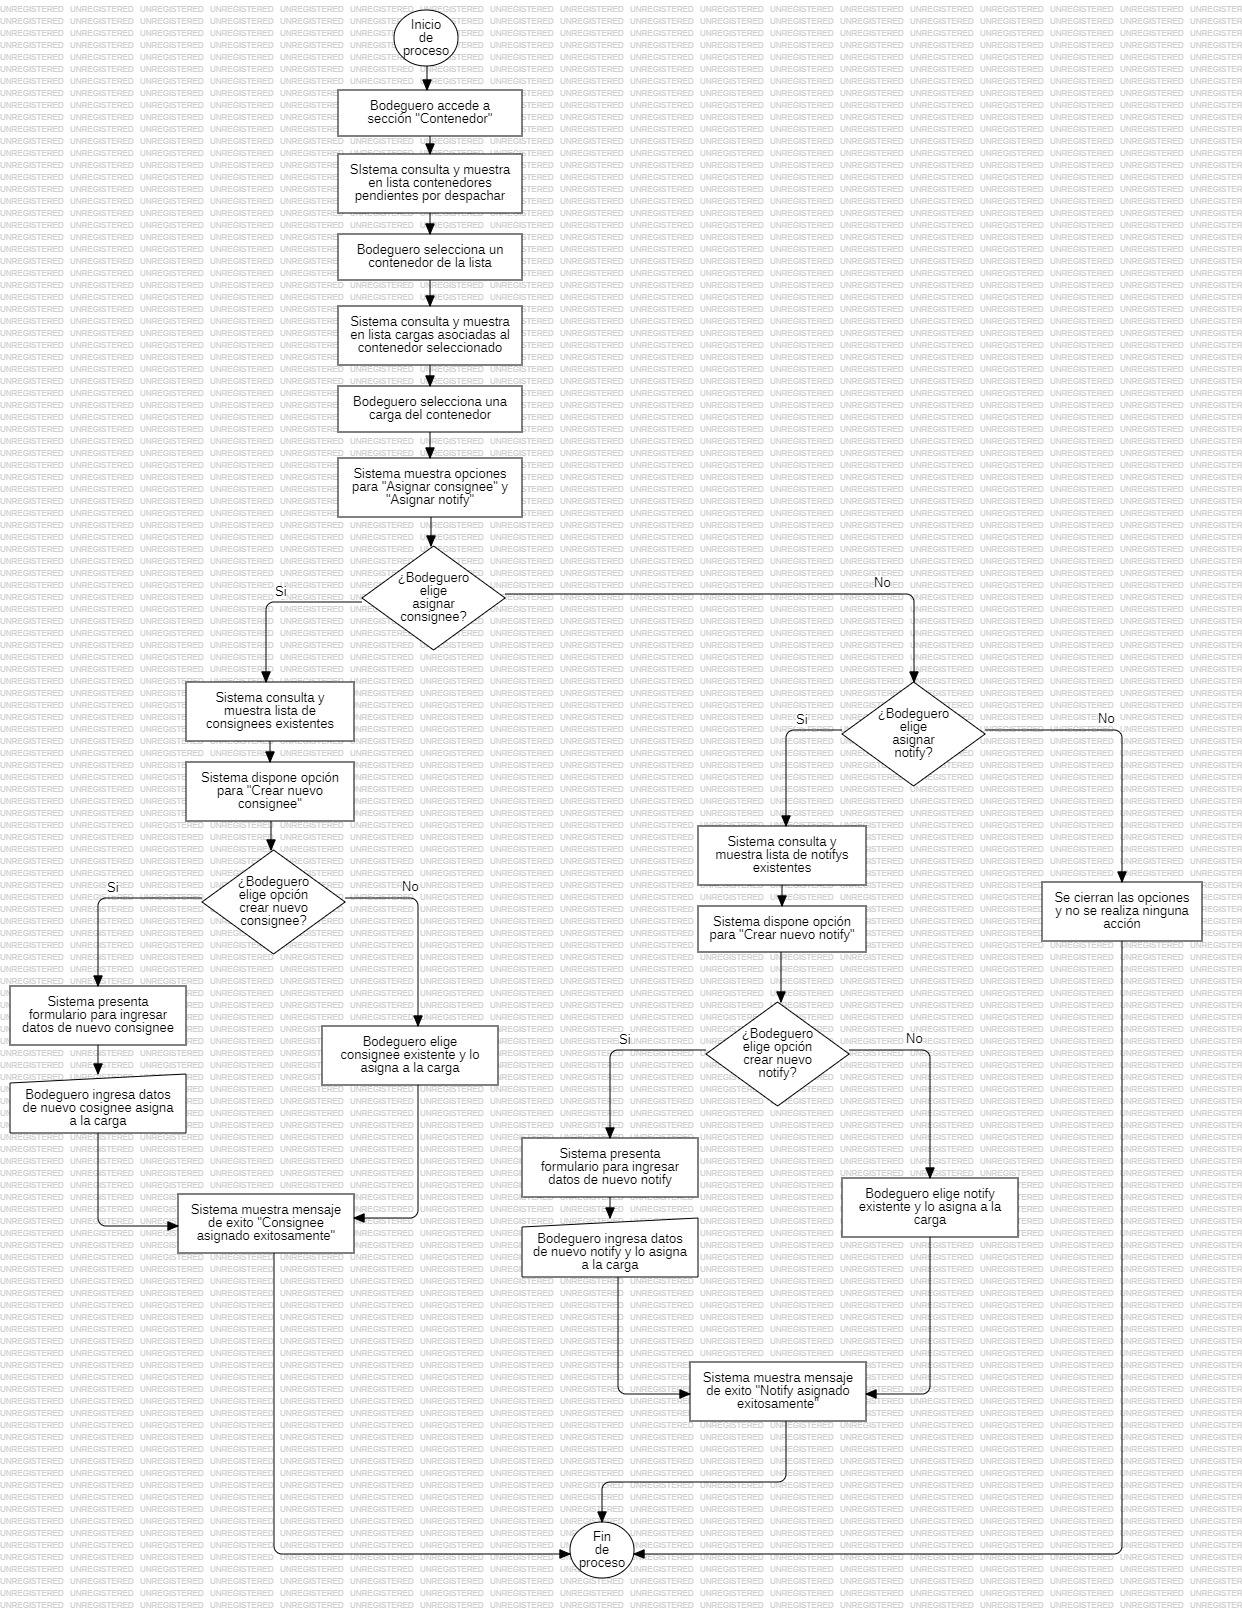 Inicio
de
proceso
Bodeguero accede a
sección "Contenedor"
SIstema consulta y muestra
en lista contenedores
pendientes por despachar
Bodeguero selecciona un
contenedor de la lista
Sistema consulta y muestra
en lista cargas asociadas al
contenedor seleccionado
Bodeguero selecciona una
carga del contenedor
Sistema muestra opciones
para "Asignar consignee" y
"Asignar notify"
¿Bodeguero
elige
asignar
consignee?
Si
No
Sistema consulta y
muestra lista de
consignees existentes
Sistema dispone opción
para "Crear nuevo
consignee"
¿Bodeguero
elige opción
crear nuevo
consignee?
Si
No
Sistema presenta
formulario para ingresar
datos de nuevo consignee
Bodeguero ingresa datos
de nuevo cosignee asigna
a la carga
Bodeguero elige
consignee existente y lo
asigna a la carga
Sistema muestra mensaje
de exito "Consignee
asignado exitosamente"
¿Bodeguero
elige
asignar
notify?
Si
No
Sistema consulta y
muestra lista de notifys
existentes
Sistema dispone opción
para "Crear nuevo notify"
¿Bodeguero
elige opción
crear nuevo
notify?
Si
No
Sistema presenta
formulario para ingresar
datos de nuevo notify
Bodeguero ingresa datos
de nuevo notify y lo asigna
a la carga
Bodeguero elige notify
existente y lo asigna a la
carga
Sistema muestra mensaje
de exito "Notify asignado
exitosamente"
Se cierran las opciones
y no se realiza ninguna
acción
Fin
de
proceso
UNREGISTERED